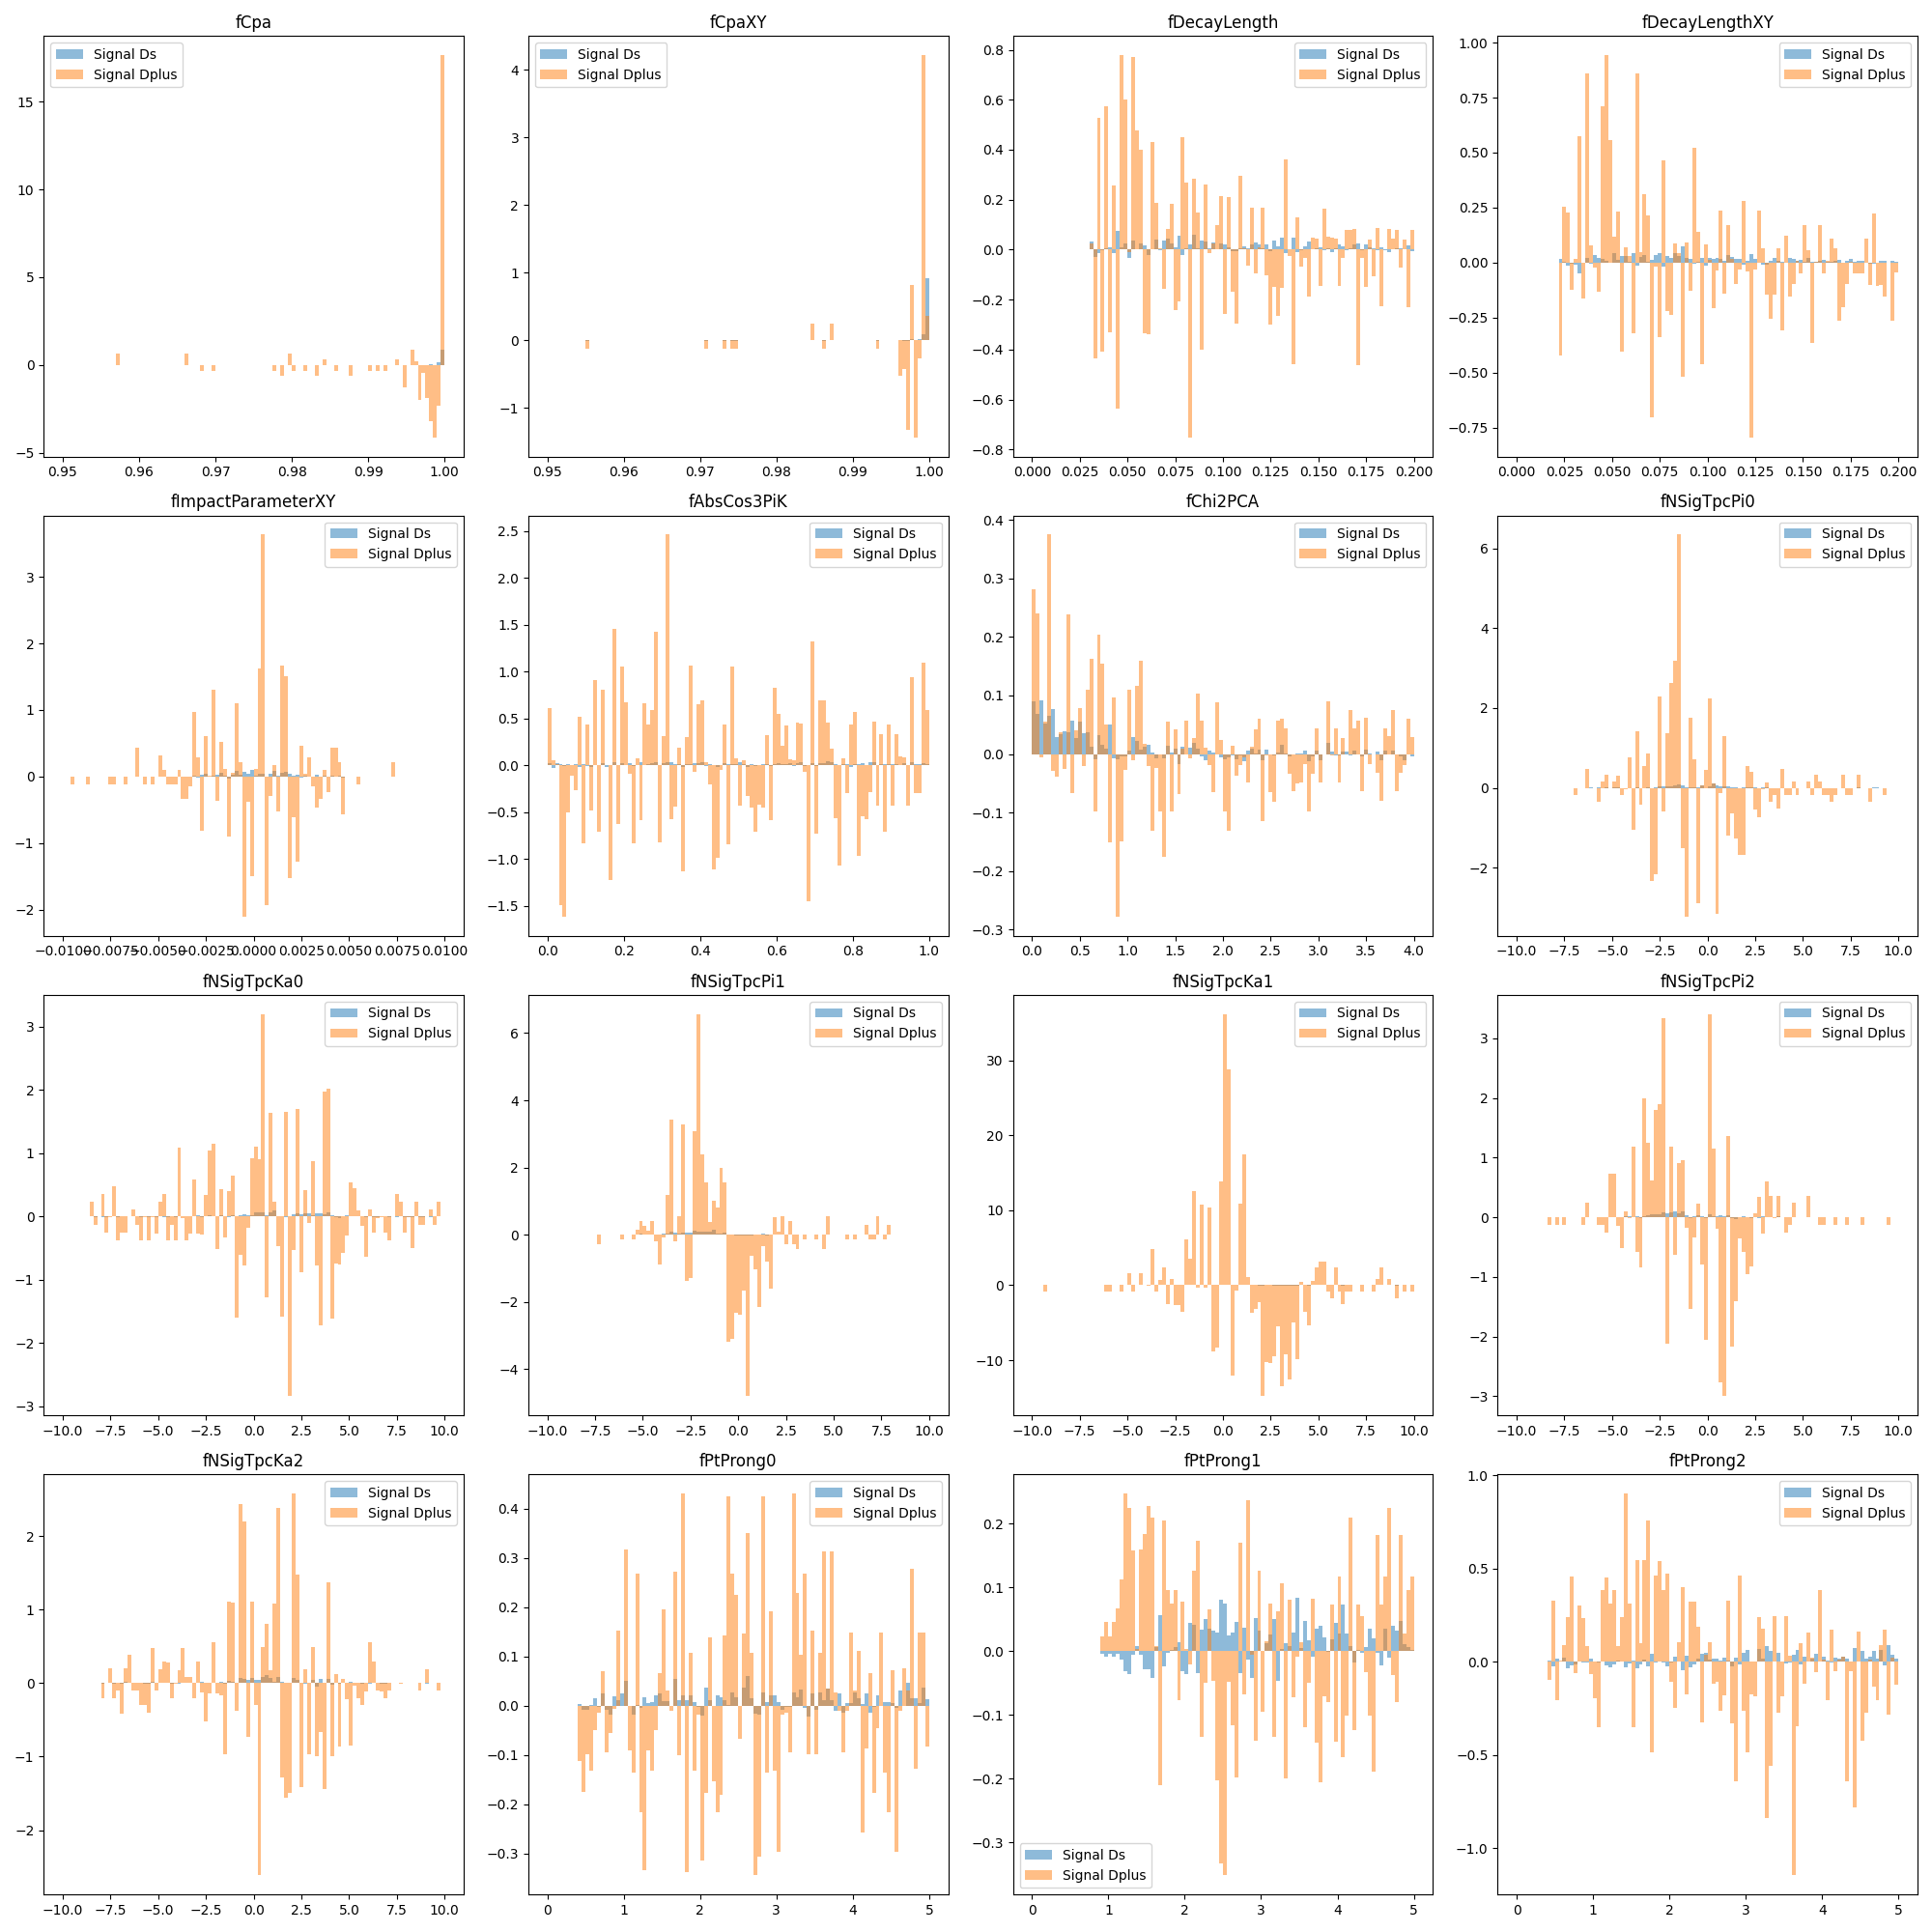 fCpa
Signal Ds
Signal Dplus
15
10
5
0
−5
0.95 0.96 0.97 0.98 0.99 1.00
fCpaXY
Signal Ds
Signal Dplus
4
3
2
1
0
−1
0.95 0.96 0.97 0.98 0.99 1.00
fDecayLength
Signal Ds
Signal Dplus
0.8
0.6
0.4
0.2
0.0
−0.2
−0.4
−0.6
−0.8
0.000 0.025 0.050 0.075 0.100 0.125 0.150 0.175 0.200
fDecayLengthXY
Signal Ds
Signal Dplus
1.00
0.75
0.50
0.25
0.00
−0.25
−0.50
−0.75
0.000 0.025 0.050 0.075 0.100 0.125 0.150 0.175 0.200
fImpactParameterXY
Signal Ds
Signal Dplus
3
2
1
0
−1
−2
−0.0100 −0.0075 −0.0050 −0.0025 0.0000 0.0025 0.0050 0.0075 0.0100
fAbsCos3PiK
Signal Ds
Signal Dplus
2.5
2.0
1.5
1.0
0.5
0.0
−0.5
−1.0
−1.5
0.0 0.2 0.4 0.6 0.8 1.0
fChi2PCA
Signal Ds
Signal Dplus
0.4
0.3
0.2
0.1
0.0
−0.1
−0.2
−0.3
0.0 0.5 1.0 1.5 2.0 2.5 3.0 3.5 4.0
fNSigTpcPi0
Signal Ds
Signal Dplus
6
4
2
0
−2
−10.0 −7.5 −5.0 −2.5 0.0 2.5 5.0 7.5 10.0
fNSigTpcKa0
Signal Ds
Signal Dplus
3
2
1
0
−1
−2
−3
−10.0 −7.5 −5.0 −2.5 0.0 2.5 5.0 7.5 10.0
fNSigTpcPi1
Signal Ds
Signal Dplus
6
4
2
0
−2
−4
−10.0 −7.5 −5.0 −2.5 0.0 2.5 5.0 7.5 10.0
fNSigTpcKa1
Signal Ds
Signal Dplus
30
20
10
0
−10
−10.0 −7.5 −5.0 −2.5 0.0 2.5 5.0 7.5 10.0
fNSigTpcPi2
Signal Ds
Signal Dplus
3
2
1
0
−1
−2
−3
−10.0 −7.5 −5.0 −2.5 0.0 2.5 5.0 7.5 10.0
fNSigTpcKa2
Signal Ds
Signal Dplus
2
1
0
−1
−2
−10.0 −7.5 −5.0 −2.5 0.0 2.5 5.0 7.5 10.0
fPtProng0
Signal Ds
Signal Dplus
0.4
0.3
0.2
0.1
0.0
−0.1
−0.2
−0.3
0 1 2 3 4 5
fPtProng1
0.2
0.1
0.0
−0.1
−0.2
−0.3
Signal Ds
Signal Dplus
0 1 2 3 4 5
fPtProng2
Signal Ds
Signal Dplus
1.0
0.5
0.0
−0.5
−1.0
0 1 2 3 4 5